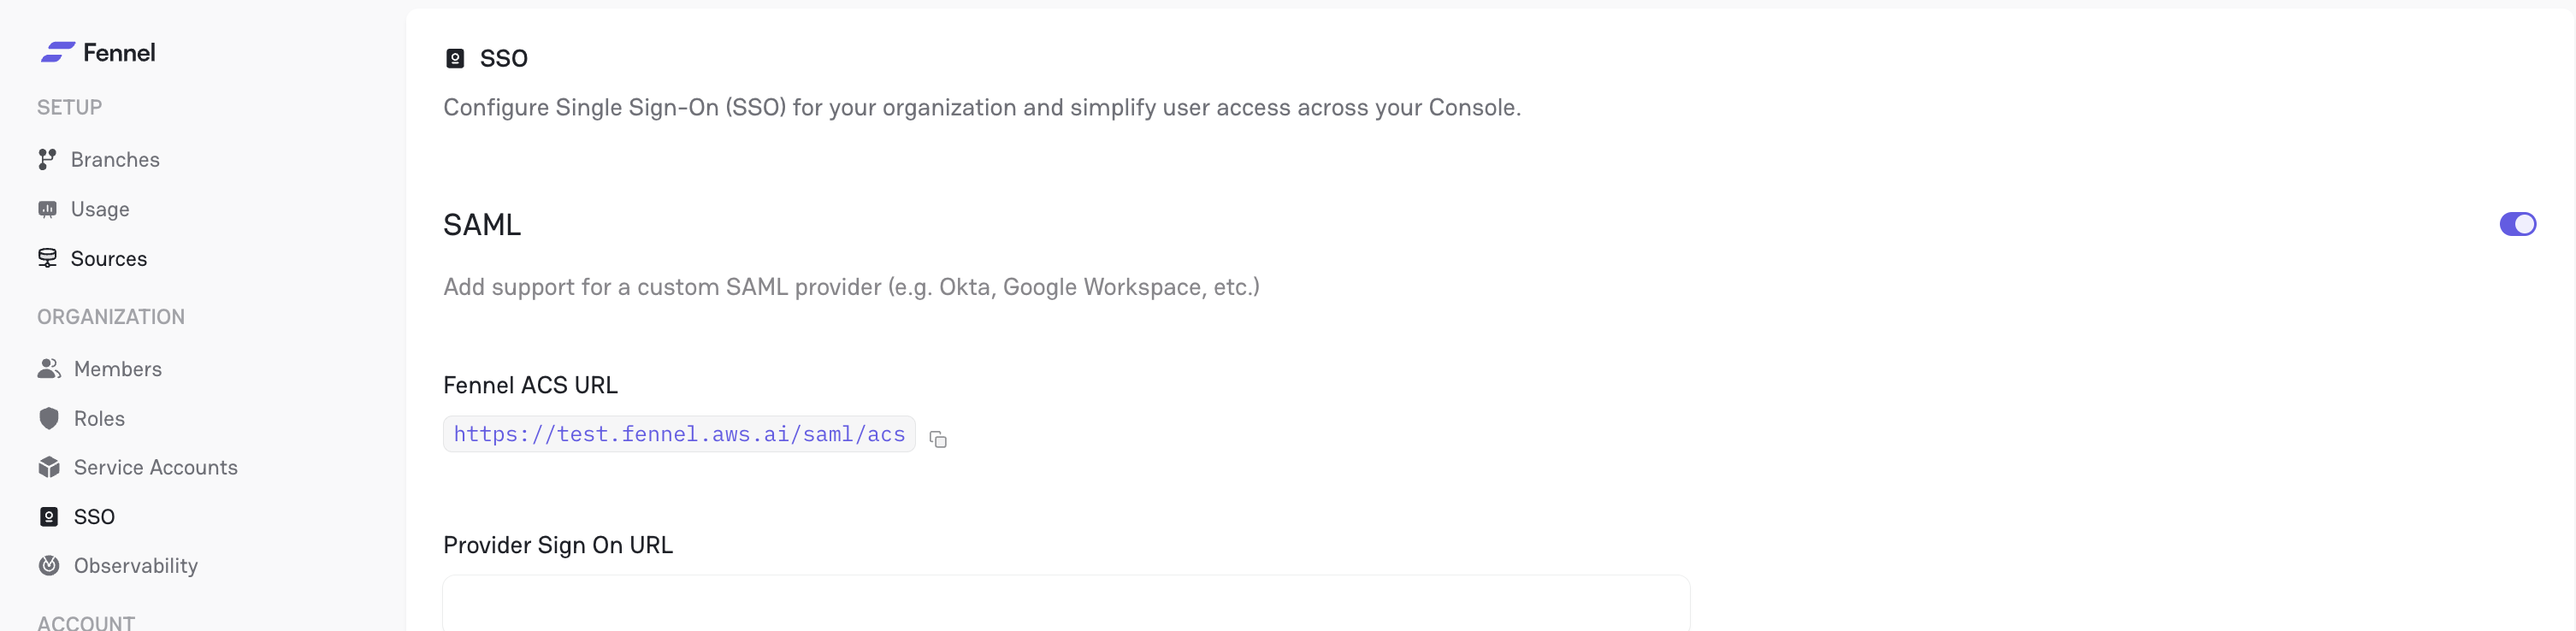 Fennel
SETUP
Branches
Usage
Sources
ORGANIZATION
Members
Roles
Service Accounts
SSO
Observability
ACCOUNT
SSO
Configure Single Sign-On (SSO) for your organization and simplify user access across your Console.
SAML
Add support for a custom SAML provider (e.g. Okta, Google Workspace, etc.)
Fennel ACS URL
https://test.fennel.aws.ai/saml/acs
Provider Sign On URL